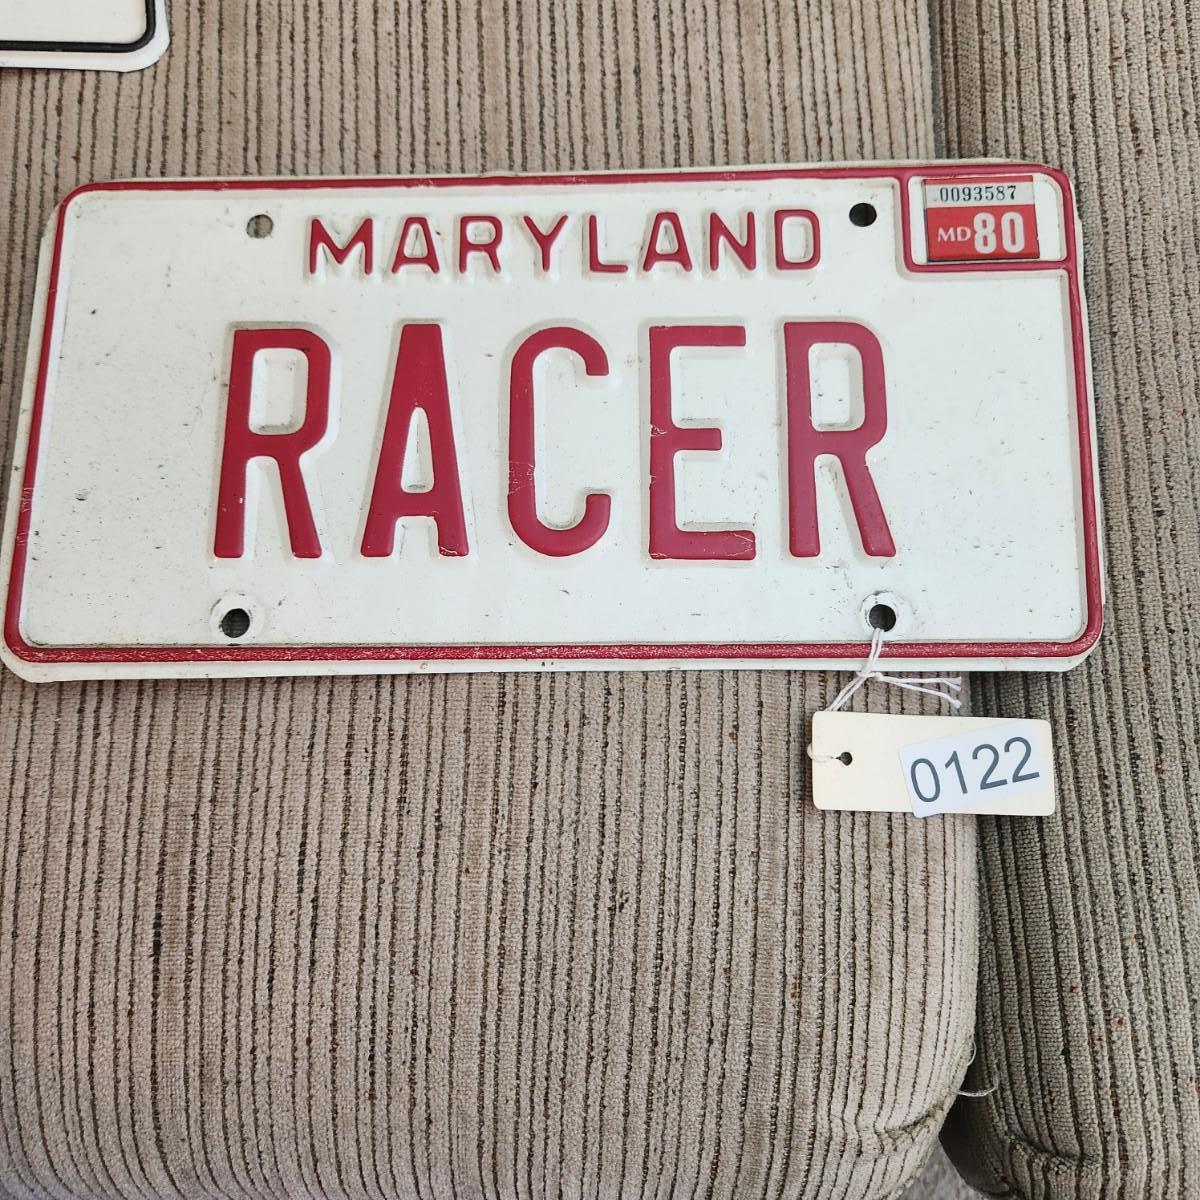 MARYLAND
0093587
MD 80
RACER
0122